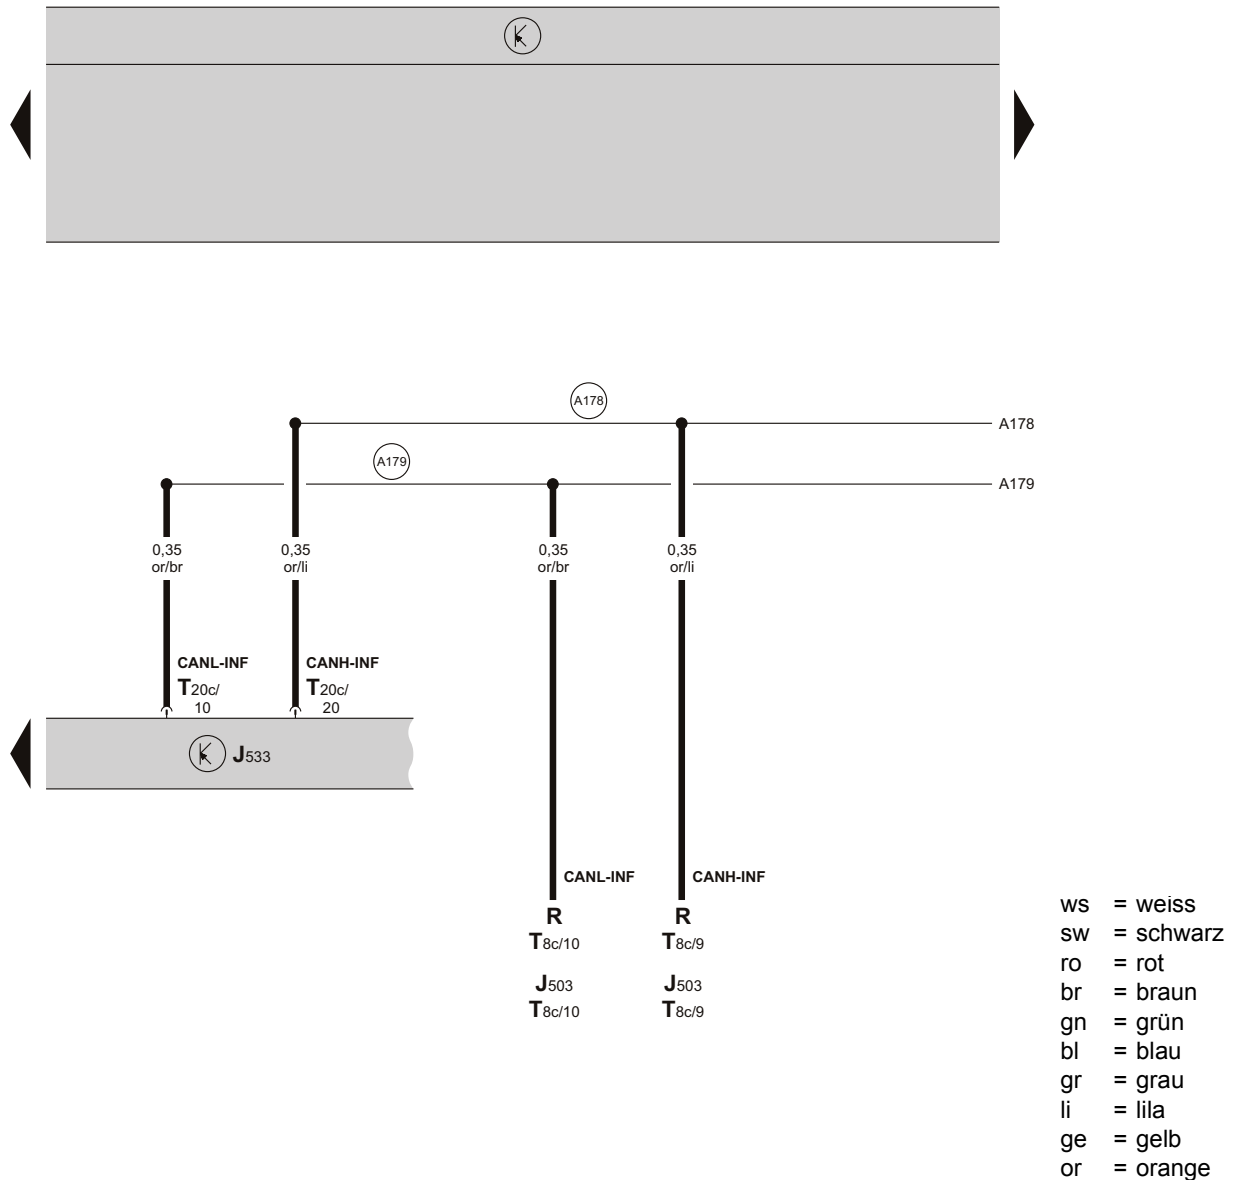 A178
A178
A179
A179
0,35
or/br
0,35
or/li
0,35
or/br
0,35
or/li
CANL-INF
T20c/
10
CANH-INF
T20c/
20
J533
CANL-INF
CANH-INF
R
T8c/10
J503
T8c/10
R
T8c/9
J503
T8c/9
ws = weiss
sw = schwarz
ro = rot
br = braun
gn = grün
bl = blau
gr = grau
li = lila
ge = gelb
or = orange